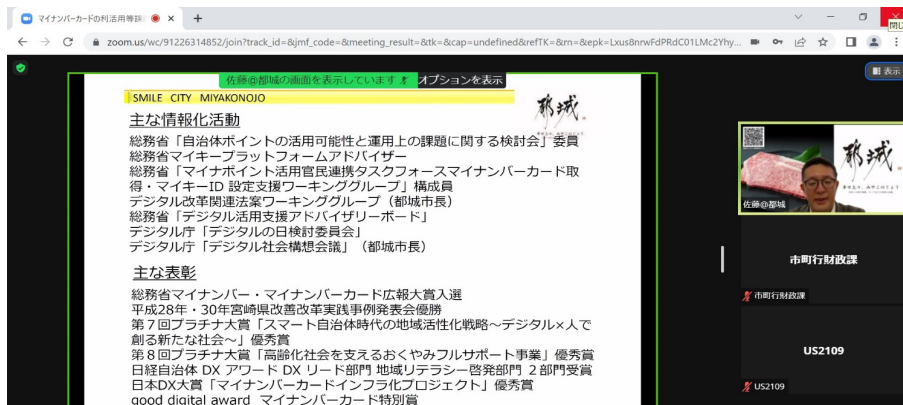 マイナンバーカードの利活用等謝
zoom.us/wc/91226314852/join?track_id=&jmf_code=&meeting_result=&tk=&cap=undefined&refTK=&rn=&epk=Lxus8nrwFdPRdC01LMc2Yhy...
閉じ
佐藤@都城の画面を表示しています オプションを表示
表示
SMILE CITY MIYAKONOJO
都城
主な情報化活動
総務省「自治体ポイントの活用可能性と運用上の課題に関する検討会」委員
総務省マイキープラットフォームアドバイザー
総務省「マイナポイント活用官民連携タスクフォースマイナンバーカード取
得・マイキーID 設定支援ワーキンググループ」構成員
デジタル改革関連法案ワーキンググループ（都城市長）
総務省「デジタル活用支援アドバイザリーボード」
デジタル庁「デジタルの日検討委員会」
デジタル庁「デジタル社会構想会議」（都城市長）
主な表彰
総務省マイナンバー・マイナンバーカード広報大賞入選
平成28年・30年宮崎県改善改革実践事例発表会優勝
第７回プラチナ大賞「スマート自治体時代の地域活性化戦略～デジタル×人で
創る新たな社会～」優秀賞
第８回プラチナ大賞「高齢化社会を支えるおくやみフルサポート事業」優秀賞
日経自治体 DX アワード DX リード部門 地域リテラシー啓発部門 ２部門受賞
日本DX大賞「マイナンバーカードインフラ化プロジェクト」優秀賞
good digital award マイナンバーカード特別賞
都城
佐藤@都城
市町行財政課
市町行財政課
US2109
US2109